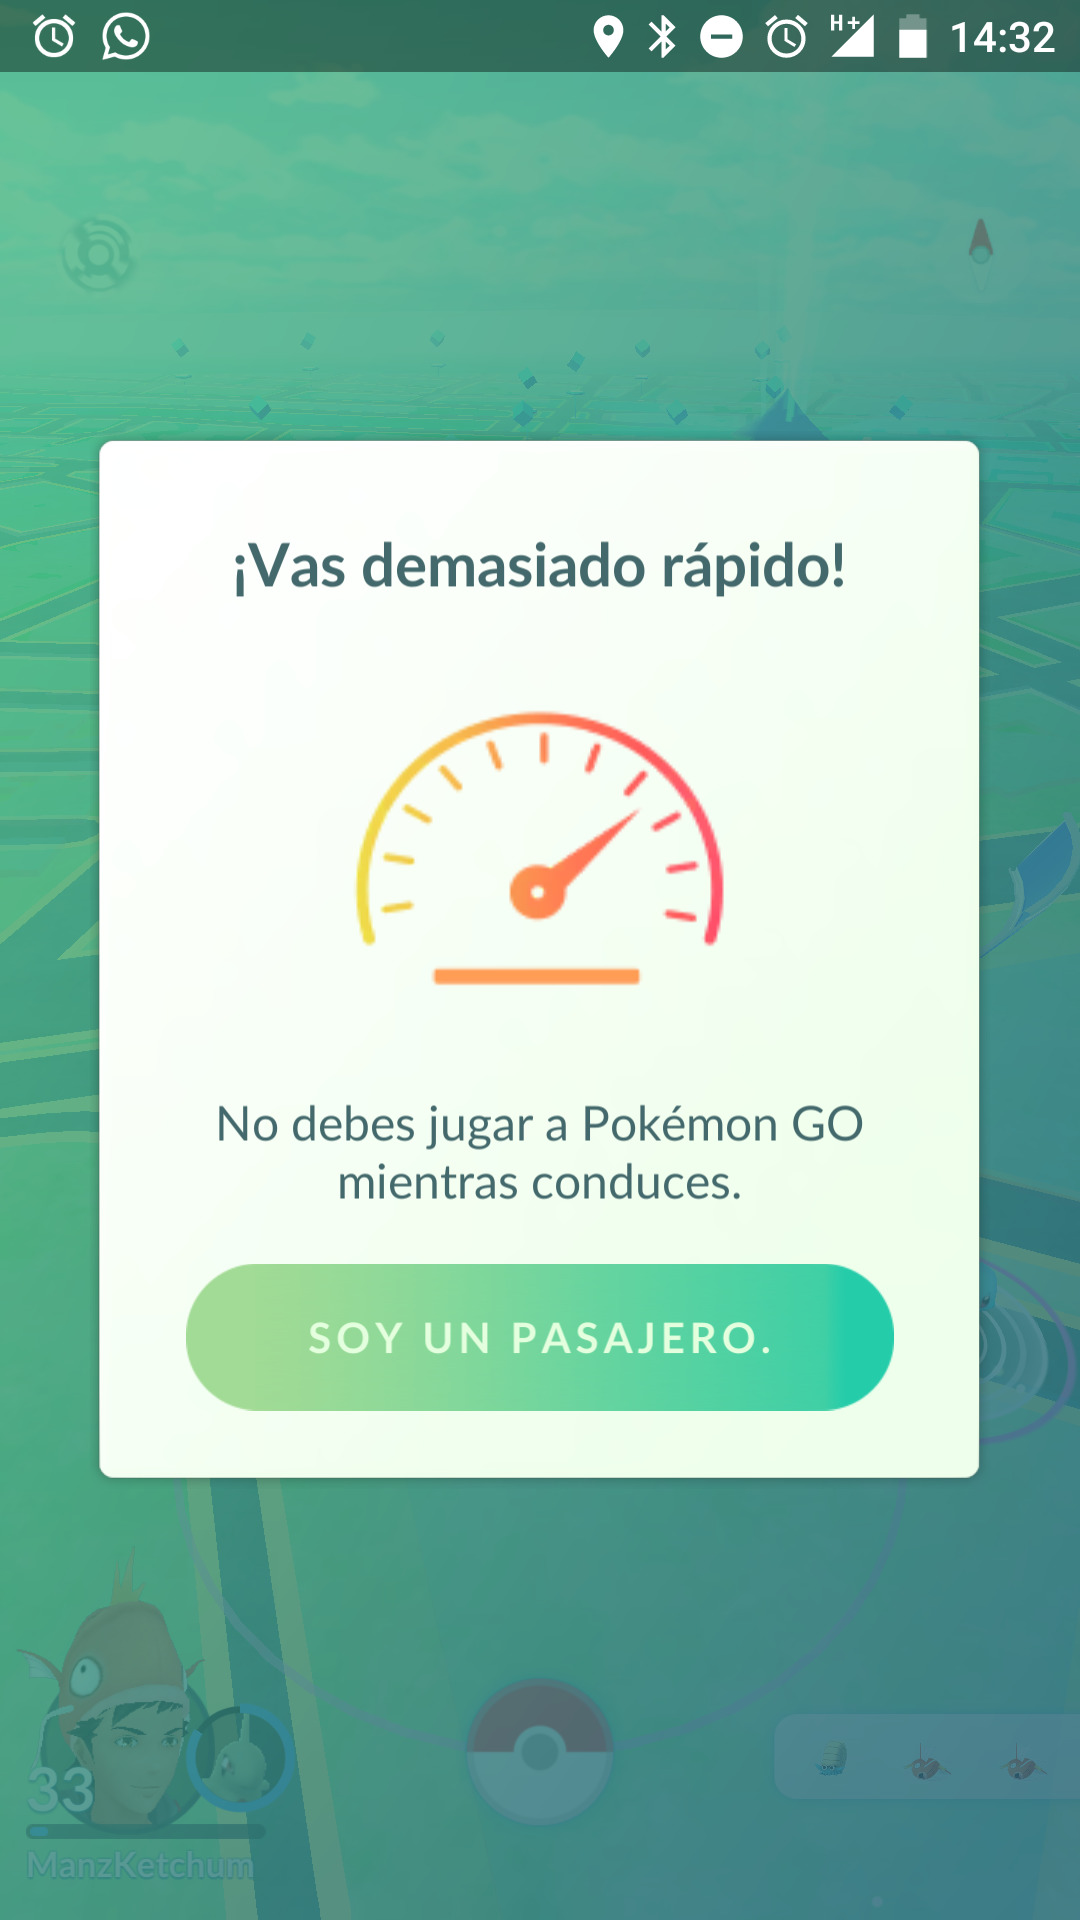 H+ 14:32
¡Vas demasiado rápido!
No debes jugar a Pokémon GO
mientras conduces.
SOY UN PASAJERO.
33
ManzKetchum